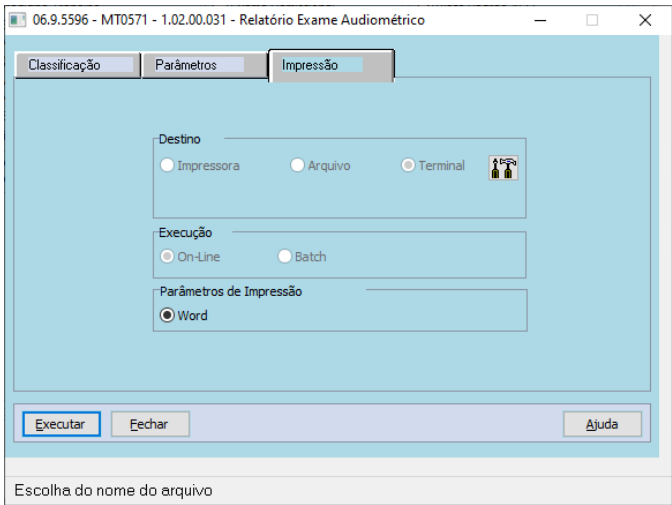 06.9.5596 - MT0571 - 1.02.00.031 - Relatório Exame Audiométrico
Classificação Parâmetros Impressão
Destino
Impressora Arquivo Terminal
Execução
On-Line Batch
Parâmetros de Impressão
Word
Executar Fechar Ajuda
Escolha do nome do arquivo